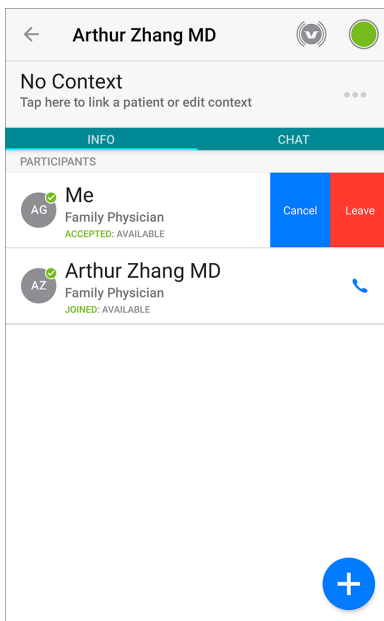 Arthur Zhang MD
No Context
Tap here to link a patient or edit context
INFO
CHAT
PARTICIPANTS
AG
Me
Family Physician
ACCEPTED: AVAILABLE
Cancel
Leave
AZ
Arthur Zhang MD
Family Physician
JOINED: AVAILABLE